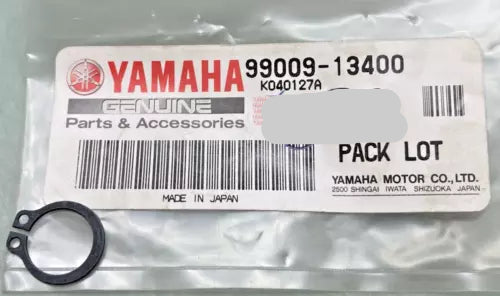 YAMAHA 99009-13400
K040127A
GENUINE
Parts & Accessories
PACK LOT
YAMAHA MOTOR CO., LTD.
2500 SHINGAI IWATA SHIZUOKA JAPAN
MADE IN JAPAN